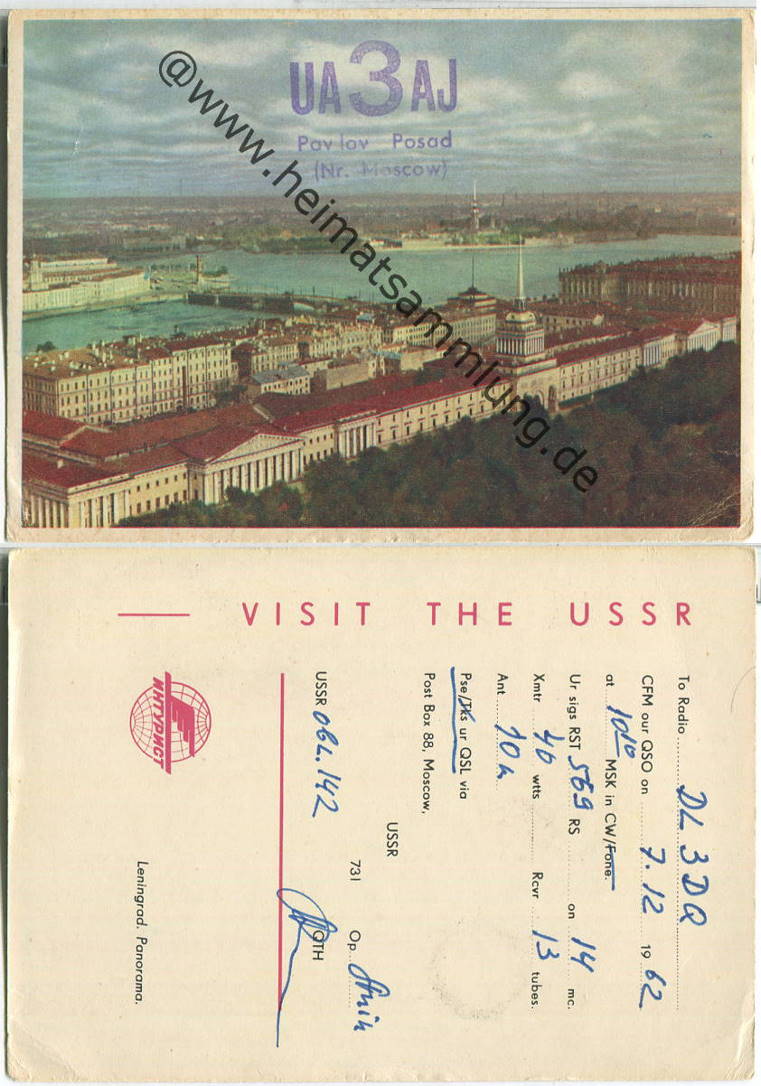 UA3AJ
Pavlov Posad
(Nr. Moscow)
@www.heimatsammlung.de
VISIT THE USSR
To Radio DL3DQ
CFM our QSO on 7.12 1962
at 10¹⁰ MSK in CW/Fone.
Ur sigs RST 569 RS on 14 mc.
Xmtr 40 wtts Rcvr 13 tubes.
Ant
Pse/Tks ur QSL via
Post Box 88, Moscow,
USSR
731 Op.
USSR обл. 142 QTH
ИНТУРИСТ
Leningrad. Panorama.